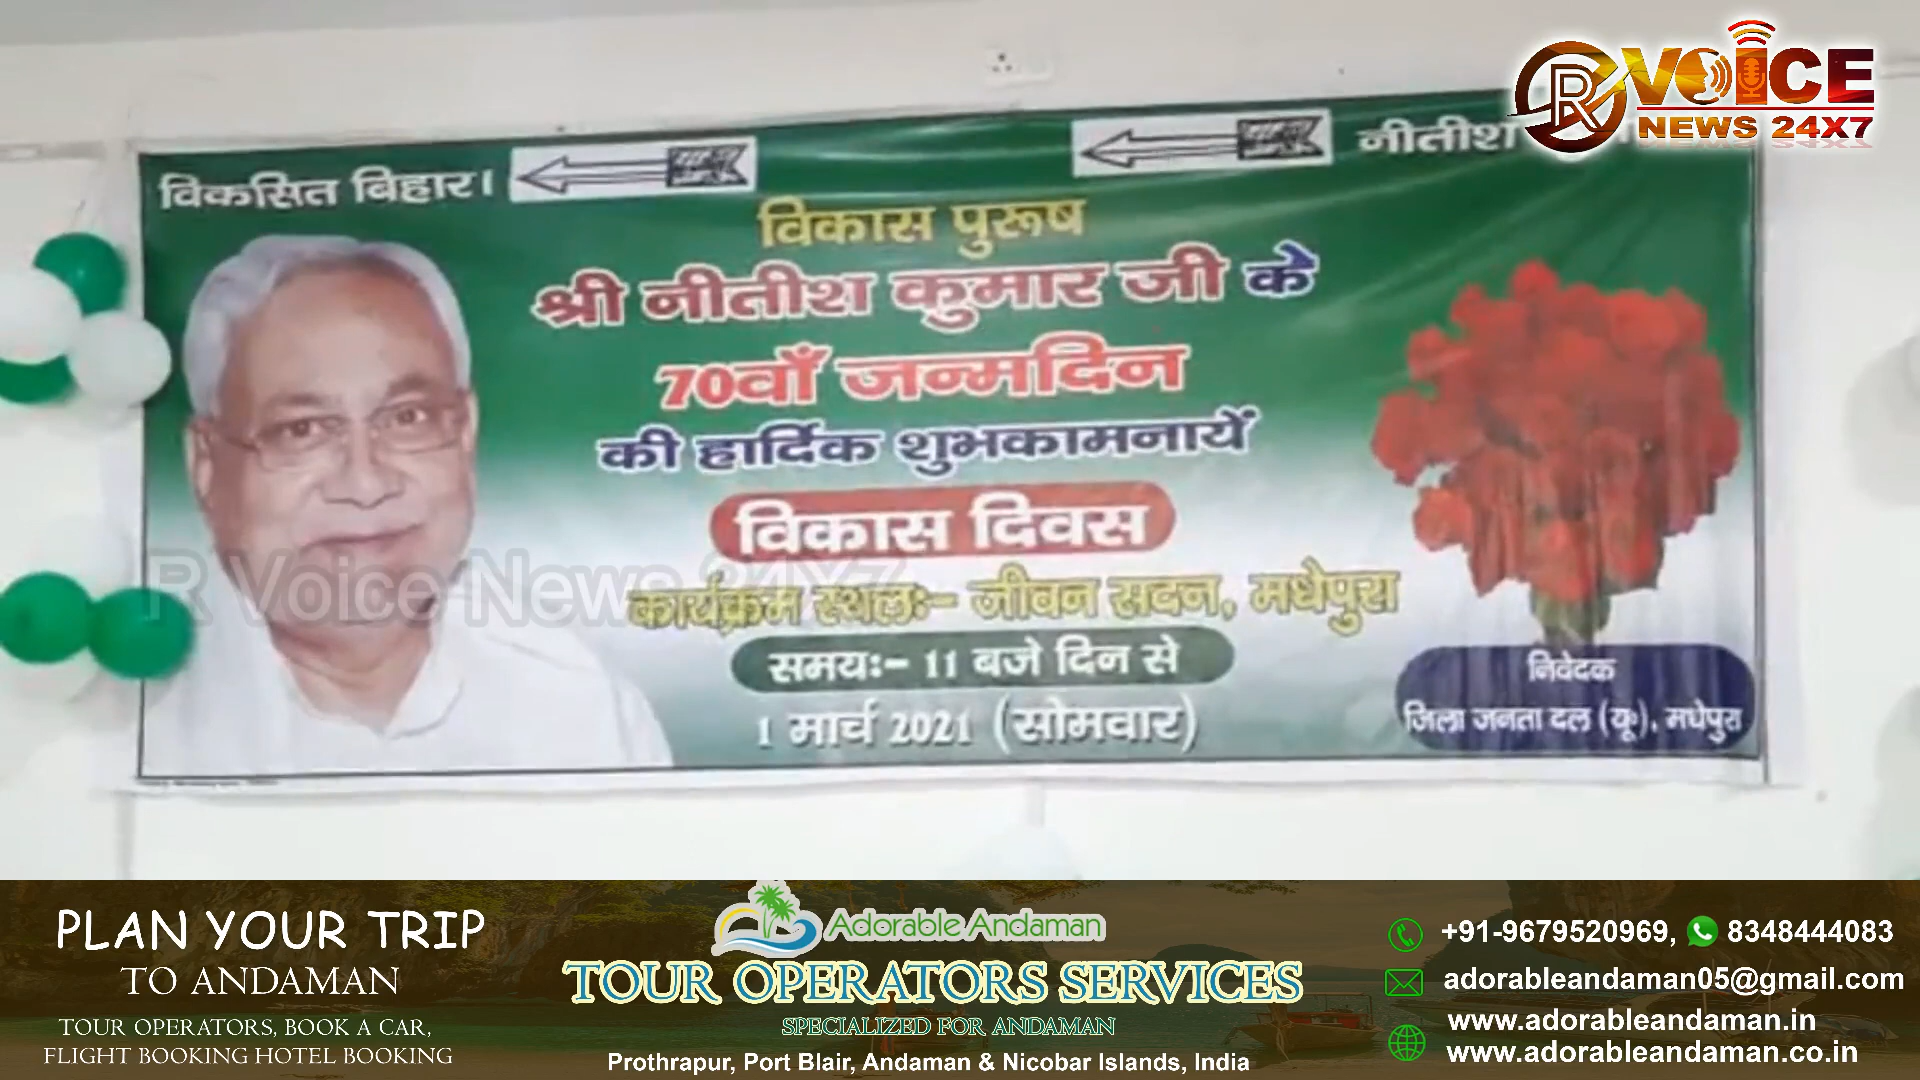 R VOICE
NEWS 24X7
विकसित बिहार।
नीतीश
विकास पुरूष
श्री नीतीश कुमार जी के
70वाँ जन्मदिन
की हार्दिक शुभकामनायें
विकास दिवस
R Voice News 24X7
कार्यक्रम स्थलः- जीवन सदन, मधेपुरा
समयः- 11 बजे दिन से
1 मार्च 2021 (सोमवार)
निवेदक
जिला जनता दल (यू), मधेपुरा
PLAN YOUR TRIP
TO ANDAMAN
TOUR OPERATORS, BOOK A CAR,
FLIGHT BOOKING HOTEL BOOKING
Adorable Andaman
TOUR OPERATORS SERVICES
SPECIALIZED FOR ANDAMAN
Prothrapur, Port Blair, Andaman & Nicobar Islands, India
+91-9679520969, 8348444083
adorableandaman05@gmail.com
www.adorableandaman.in
www.adorableandaman.co.in